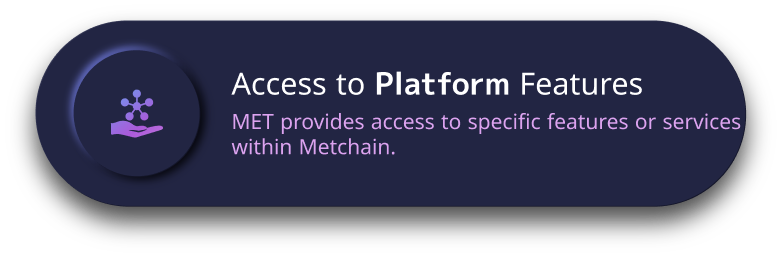 Access to Platform Features
MET provides access to specific features or services
within Metchain.